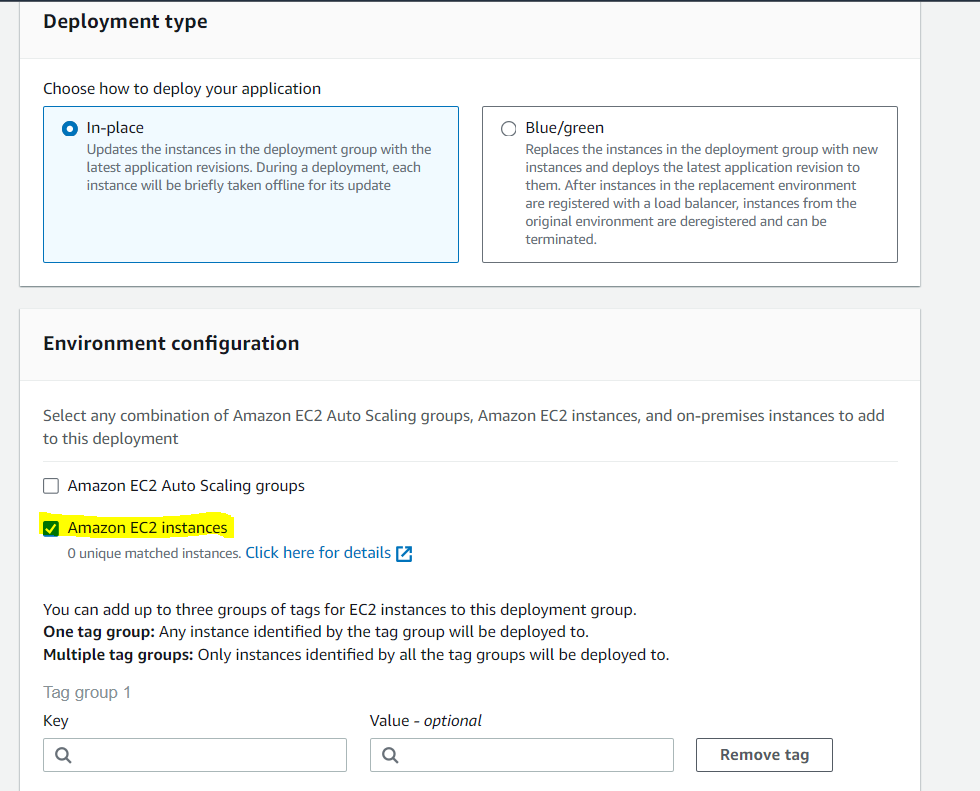 Deployment type
Choose how to deploy your application
In-place
Updates the instances in the deployment group with the
latest application revisions. During a deployment, each
instance will be briefly taken offline for its update
Blue/green
Replaces the instances in the deployment group with new
instances and deploys the latest application revision to
them. After instances in the replacement environment
are registered with a load balancer, instances from the
original environment are deregistered and can be
terminated.
Environment configuration
Select any combination of Amazon EC2 Auto Scaling groups, Amazon EC2 instances, and on-premises instances to add
to this deployment
Amazon EC2 Auto Scaling groups
Amazon EC2 instances
0 unique matched instances. Click here for details
You can add up to three groups of tags for EC2 instances to this deployment group.
One tag group: Any instance identified by the tag group will be deployed to.
Multiple tag groups: Only instances identified by all the tag groups will be deployed to.
Tag group 1
Key
Value - optional
Remove tag